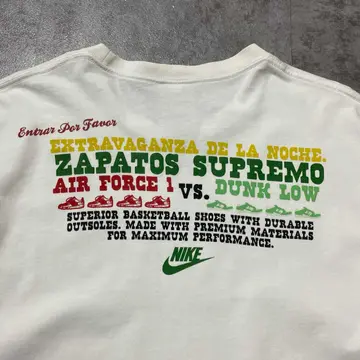 Entrar Por Favor
EXTRAVAGANZA DE LA NOCHE.
ZAPATOS SUPREMO
AIR FORCE 1 VS. DUNK LOW
SUPERIOR BASKETBALL SHOES WITH DURABLE
OUTSOLES. MADE WITH PREMIUM MATERIALS
FOR MAXIMUM PERFORMANCE.
NIKE